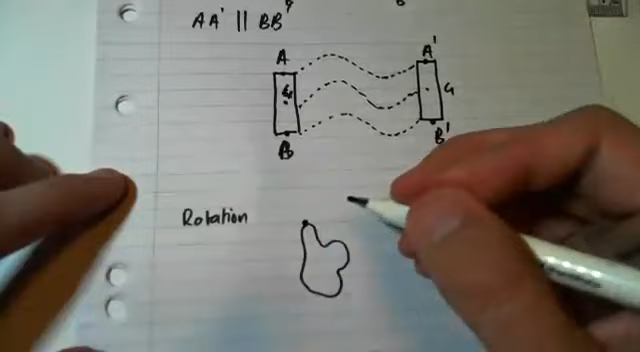 AA' || BB'
B
A A'
G G
B B'
Rotation